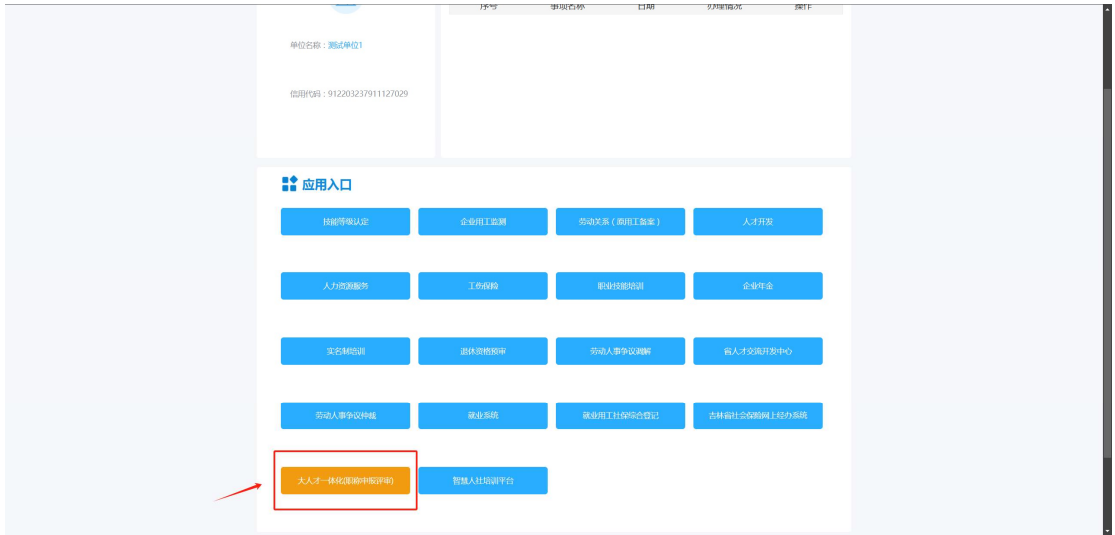 序号 事项名称 日期 办理情况 操作
单位名称：测试单位1
信用代码：912203237911127029
应用入口
技能等级认定 企业用工监测 劳动关系（原用工备案） 人才开发
人力资源服务 工伤保险 职业技能培训 企业年金
实名制培训 退休资格预审 劳动人事争议调解 省人才交流开发中心
劳动人事争议仲裁 就业系统 就业用工社保综合登记 吉林省社会保险网上经办系统
大人才一体化(职称申报评审) 智慧人社培训平台